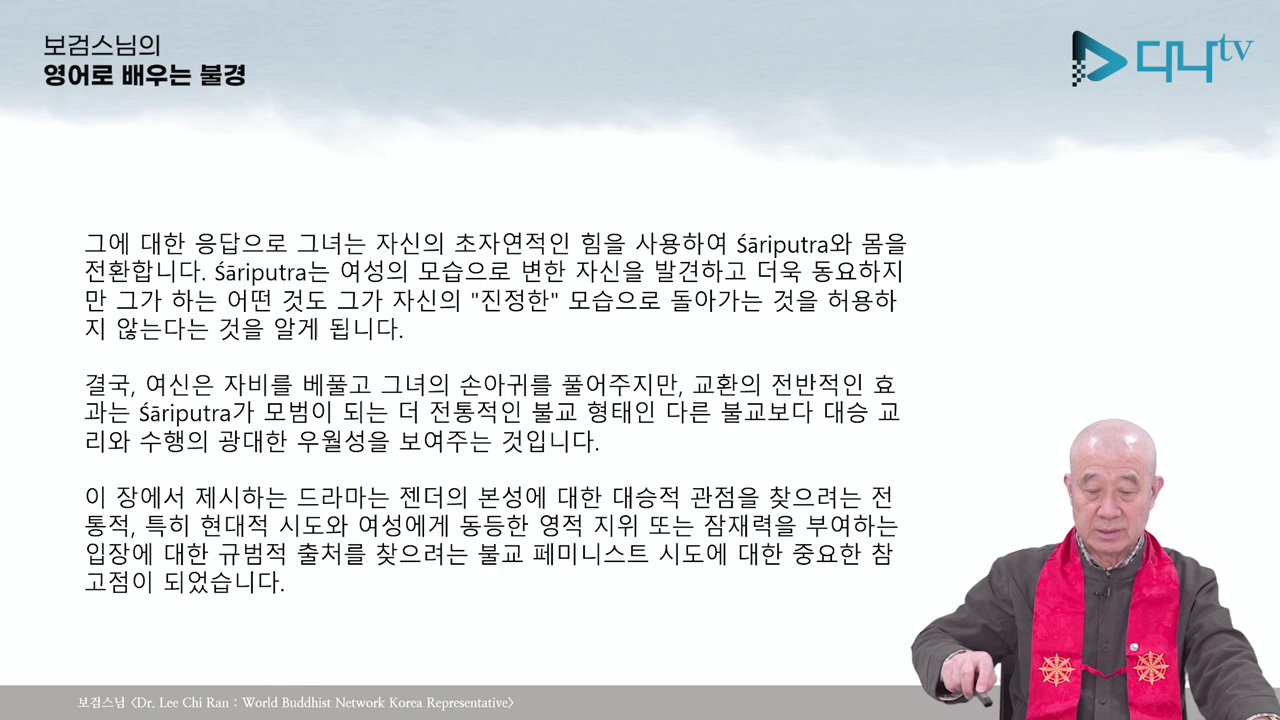 보검스님의
영어로 배우는 불경
디나tv
그에 대한 응답으로 그녀는 자신의 초자연적인 힘을 사용하여 śāriputra와 몸을
전환합니다. śāriputra는 여성의 모습으로 변한 자신을 발견하고 더욱 동요하지
만 그가 하는 어떤 것도 그가 자신의 "진정한" 모습으로 돌아가는 것을 허용하
지 않는다는 것을 알게 됩니다.
결국, 여신은 자비를 베풀고 그녀의 손아귀를 풀어주지만, 교환의 전반적인 효
과는 śāriputra가 모범이 되는 더 전통적인 불교 형태인 다른 불교보다 대승 교
리와 수행의 광대한 우월성을 보여주는 것입니다.
이 장에서 제시하는 드라마는 젠더의 본성에 대한 대승적 관점을 찾으려는 전
통적, 특히 현대적 시도와 여성에게 동등한 영적 지위 또는 잠재력을 부여하는
입장에 대한 규범적 출처를 찾으려는 불교 페미니스트 시도에 대한 중요한 참
고점이 되었습니다.
보검스님 <Dr. Lee Chi Ran : World Buddhist Network Korea Representative>